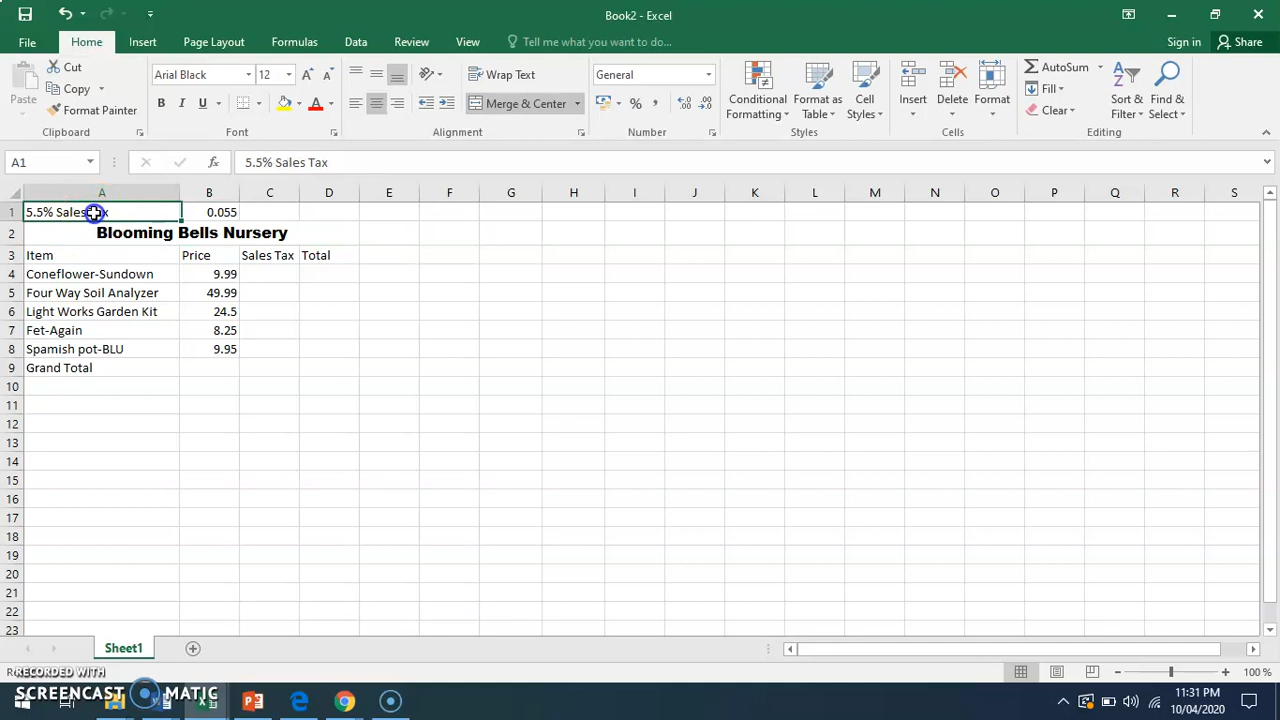 Book2 - Excel
File Home Insert Page Layout Formulas Data Review View Tell me what you want to do... Sign in Share
Paste Cut Copy Format Painter Clipboard
Arial Black 12 B I U A Font
Wrap Text Merge & Center Alignment
General % , Number
Conditional Formatting Format as Table Cell Styles Styles
Insert Delete Format Cells
AutoSum Fill Clear Sort & Filter Find & Select Editing
A1 fx 5.5% Sales Tax
A B C D E F G H I J K L M N O P Q R S
1 5.5% Sales Tax 0.055
2 Blooming Bells Nursery
3 Item Price Sales Tax Total
4 Coneflower-Sundown 9.99
5 Four Way Soil Analyzer 49.99
6 Light Works Garden Kit 24.5
7 Fet-Again 8.25
8 Spamish pot-BLU 9.95
9 Grand Total
10
11
12
13
14
15
16
17
18
19
20
21
22
23
Sheet1
100 %
RECORDED WITH
SCREENCAST MATIC
11:31 PM
10/04/2020